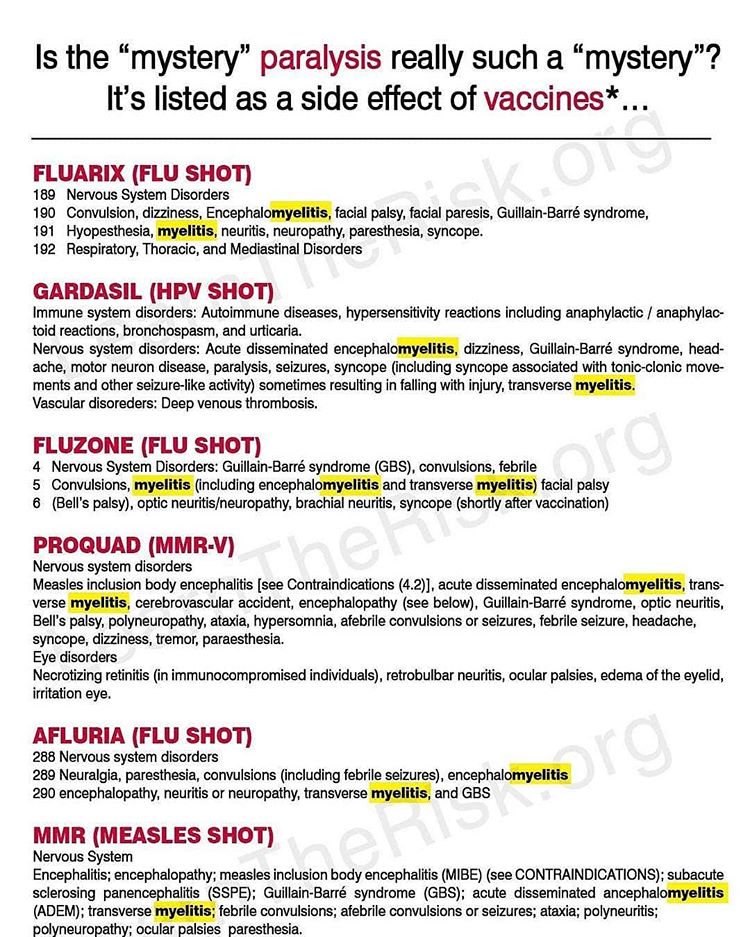 Is the “mystery” paralysis really such a “mystery”?
It’s listed as a side effect of vaccines*...
FLUARIX (FLU SHOT)
189 Nervous System Disorders
190 Convulsion, dizziness, Encephalomyelitis, facial palsy, facial paresis, Guillain-Barré syndrome,
191 Hyopesthesia, myelitis, neuritis, neuropathy, paresthesia, syncope.
192 Respiratory, Thoracic, and Mediastinal Disorders
GARDASIL (HPV SHOT)
Immune system disorders: Autoimmune diseases, hypersensitivity reactions including anaphylactic / anaphylac-
toid reactions, bronchospasm, and urticaria.
Nervous system disorders: Acute disseminated encephalomyelitis, dizziness, Guillain-Barré syndrome, head-
ache, motor neuron disease, paralysis, seizures, syncope (including syncope associated with tonic-clonic move-
ments and other seizure-like activity) sometimes resulting in falling with injury, transverse myelitis.
Vascular disoreders: Deep venous thrombosis.
FLUZONE (FLU SHOT)
4 Nervous System Disorders: Guillain-Barré syndrome (GBS), convulsions, febrile
5 Convulsions, myelitis (including encephalomyelitis and transverse myelitis) facial palsy
6 (Bell’s palsy), optic neuritis/neuropathy, brachial neuritis, syncope (shortly after vaccination)
PROQUAD (MMR-V)
Nervous system disorders
Measles inclusion body encephalitis [see Contraindications (4.2)], acute disseminated encephalomyelitis, trans-
verse myelitis, cerebrovascular accident, encephalopathy (see below), Guillain-Barré syndrome, optic neuritis,
Bell’s palsy, polyneuropathy, ataxia, hypersomnia, afebrile convulsions or seizures, febrile seizure, headache,
syncope, dizziness, tremor, paraesthesia.
Eye disorders
Necrotizing retinitis (in immunocompromised individuals), retrobulbar neuritis, ocular palsies, edema of the eyelid,
irritation eye.
AFLURIA (FLU SHOT)
288 Nervous system disorders
289 Neuralgia, paresthesia, convulsions (including febrile seizures), encephalomyelitis
290 encephalopathy, neuritis or neuropathy, transverse myelitis, and GBS
MMR (MEASLES SHOT)
Nervous System
Encephalitis; encephalopathy; measles inclusion body encephalitis (MIBE) (see CONTRAINDICATIONS); subacute
sclerosing panencephalitis (SSPE); Guillain-Barré syndrome (GBS); acute disseminated ancephalomyelitis
(ADEM); transverse myelitis; febrile convulsions; afebrile convulsions or seizures; ataxia; polyneuritis;
polyneuropathy; ocular palsies paresthesia.
TheRisk.org
TheRisk.org
TheRisk.org